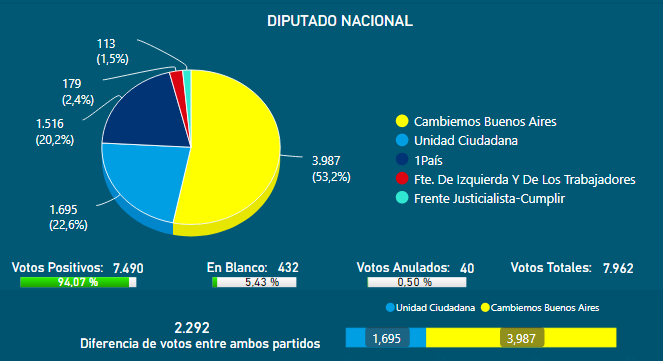 DIPUTADO NACIONAL
113
(1,5%)
179
(2,4%)
1.516
(20,2%)
1.695
(22,6%)
3.987
(53,2%)
Cambiemos Buenos Aires
Unidad Ciudadana
1País
Fte. De Izquierda Y De Los Trabajadores
Frente Justicialista-Cumplir
Votos Positivos: 7.490
94,07 %
En Blanco: 432
5,43 %
Votos Anulados: 40
0,50 %
Votos Totales: 7.962
2.292
Diferencia de votos entre ambos partidos
Unidad Ciudadana Cambiemos Buenos Aires
1,695 3,987